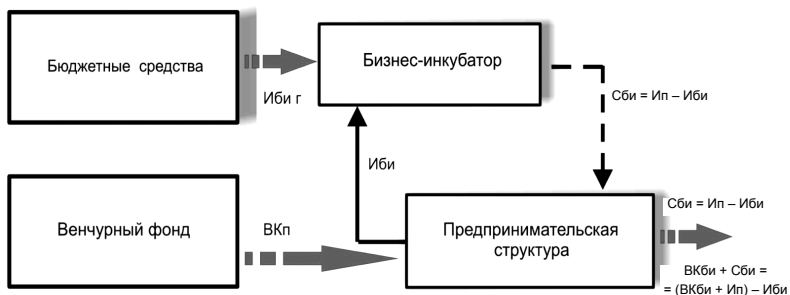 Бюджетные средства
Бизнес-инкубатор
Иби г
Сби = Ип – Иби
Иби
Венчурный фонд
ВКп
Предпринимательская
структура
Сби = Ип – Иби
ВКби + Сби =
= (ВКби + Ип) – Иби